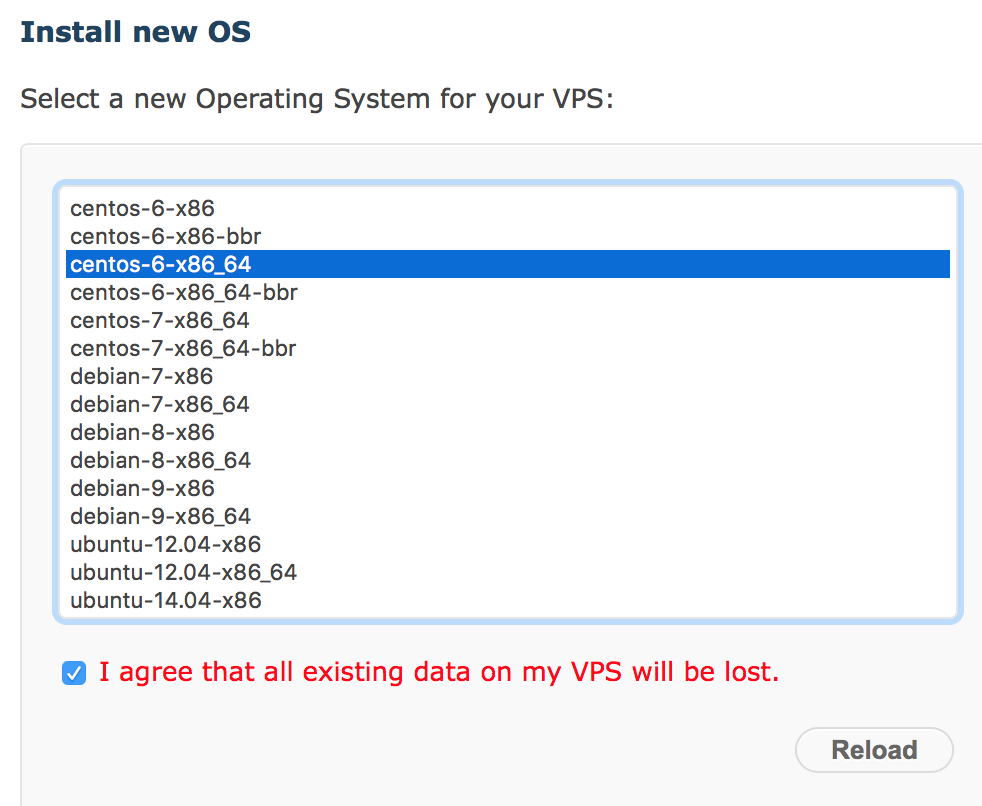 Install new OS
Select a new Operating System for your VPS:
centos-6-x86
centos-6-x86-bbr
centos-6-x86_64
centos-6-x86_64-bbr
centos-7-x86_64
centos-7-x86_64-bbr
debian-7-x86
debian-7-x86_64
debian-8-x86
debian-8-x86_64
debian-9-x86
debian-9-x86_64
ubuntu-12.04-x86
ubuntu-12.04-x86_64
ubuntu-14.04-x86
I agree that all existing data on my VPS will be lost.
Reload